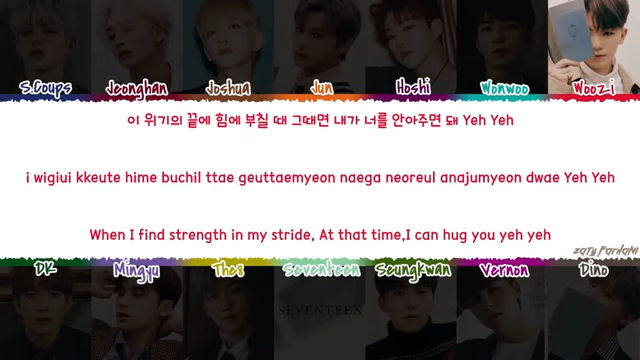 S.Coups Jeonghan Joshua Jun Hoshi Wonwoo Woozi
이 위기의 끝에 힘에 부칠 때 그때면 내가 너를 안아주면 돼 Yeh Yeh
i wigiui kkeute hime buchil ttae geuttaemyeon naega neoreul anajumyeon dwae Yeh Yeh
When I find strength in my stride, At that time,I can hug you yeh yeh
ZATY FARHANI
DK Mingyu The8 Seventeen Seungkwan Vernon Dino
SEVENTEEN